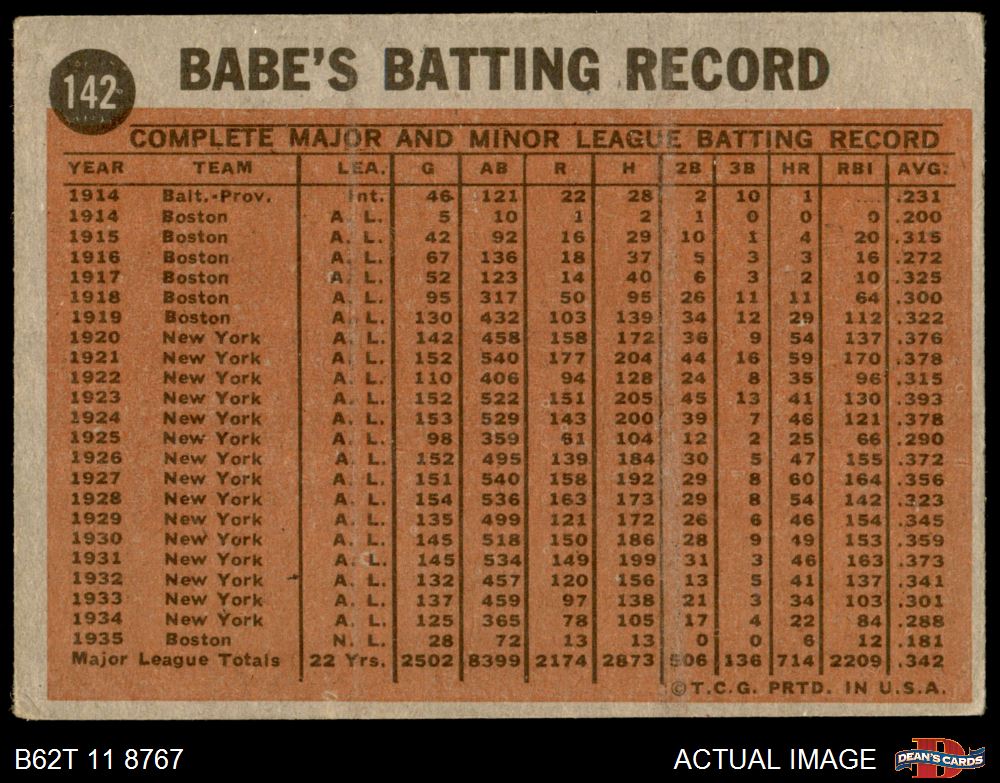 142
BABE'S BATTING RECORD
COMPLETE MAJOR AND MINOR LEAGUE BATTING RECORD
YEAR TEAM LEA. G AB R H 2B 3B HR RBI AVG.
1914 Balt.-Prov. Int. 46 121 22 28 2 10 1 .... .231
1914 Boston A. L. 5 10 1 2 1 0 0 0 .200
1915 Boston A. L. 42 92 16 29 10 1 4 20 .315
1916 Boston A. L. 67 136 18 37 5 3 3 16 .272
1917 Boston A. L. 52 123 14 40 6 3 2 10 .325
1918 Boston A. L. 95 317 50 95 26 11 11 64 .300
1919 Boston A. L. 130 432 103 139 34 12 29 112 .322
1920 New York A. L. 142 458 158 172 36 9 54 137 .376
1921 New York A. L. 152 540 177 204 44 16 59 170 .378
1922 New York A. L. 110 406 94 128 24 8 35 96 .315
1923 New York A. L. 152 522 151 205 45 13 41 130 .393
1924 New York A. L. 153 529 143 200 39 7 46 121 .378
1925 New York A. L. 98 359 61 104 12 2 25 66 .290
1926 New York A. L. 152 495 139 184 30 5 47 155 .372
1927 New York A. L. 151 540 158 192 29 8 60 164 .356
1928 New York A. L. 154 536 163 173 29 8 54 142 .323
1929 New York A. L. 135 499 121 172 26 6 46 154 .345
1930 New York A. L. 145 518 150 186 28 9 49 153 .359
1931 New York A. L. 145 534 149 199 31 3 46 163 .373
1932 New York A. L. 132 457 120 156 13 5 41 137 .341
1933 New York A. L. 137 459 97 138 21 3 34 103 .301
1934 New York A. L. 125 365 78 105 17 4 22 84 .288
1935 Boston N. L. 28 72 13 13 0 0 6 12 .181
Major League Totals 22 Yrs. 2502 8399 2174 2873 506 136 714 2209 .342
©T.C.G. PRTD. IN U.S.A.
B62T 11 8767
ACTUAL IMAGE
DEAN'S CARDS